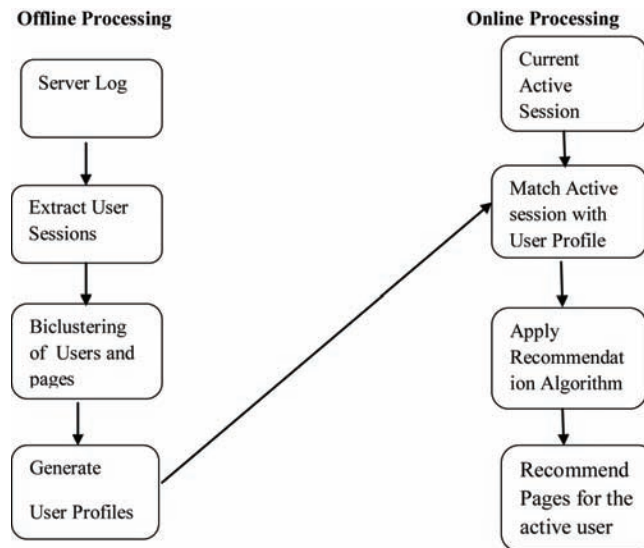 Offline Processing
Server Log
Extract User
Sessions
Biclustering
of Users and
pages
Generate
User Profiles
Online Processing
Current
Active
Session
Match Active
session with
User Profile
Apply
Recommendat
ion Algorithm
Recommend
Pages for the
active user